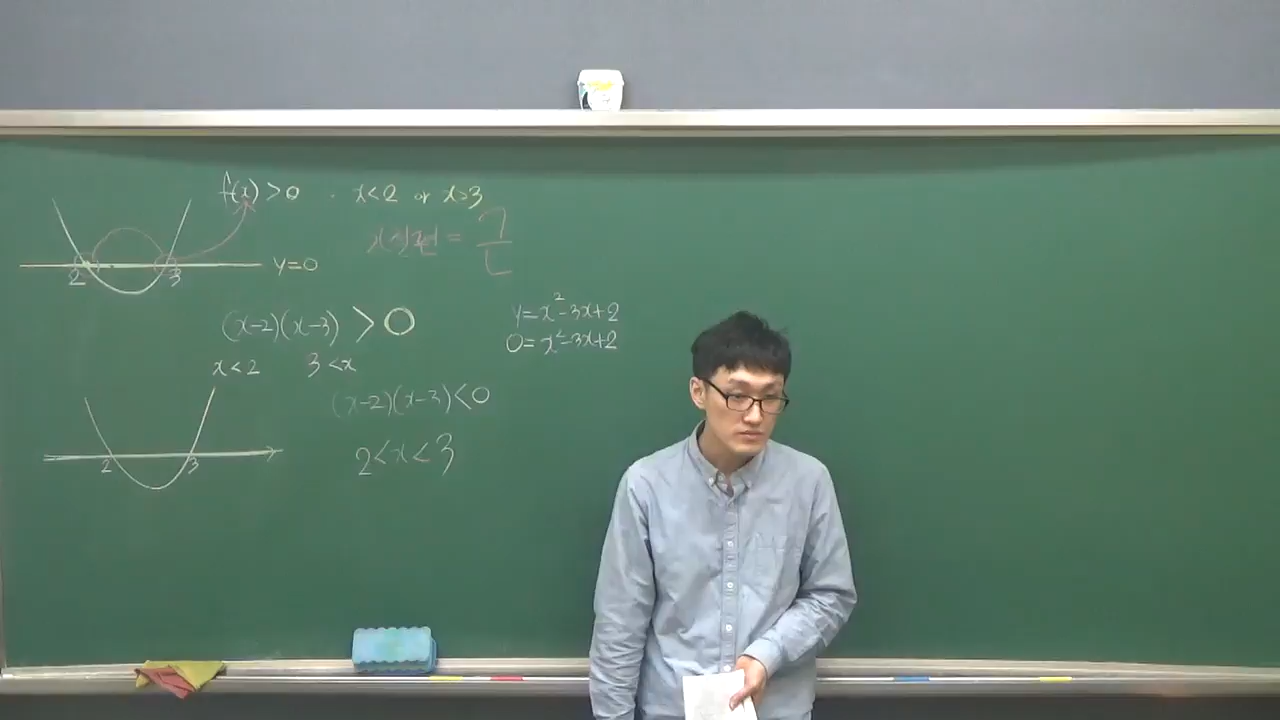 f(x)>0 · x<2 or x>3
y=0
2 3
(x-2)(x-3) >0
x<2 3<x
(x-2)(x-3)<0
2 3
2<x<3
y=x²-3x+2
0=x²-3x+2